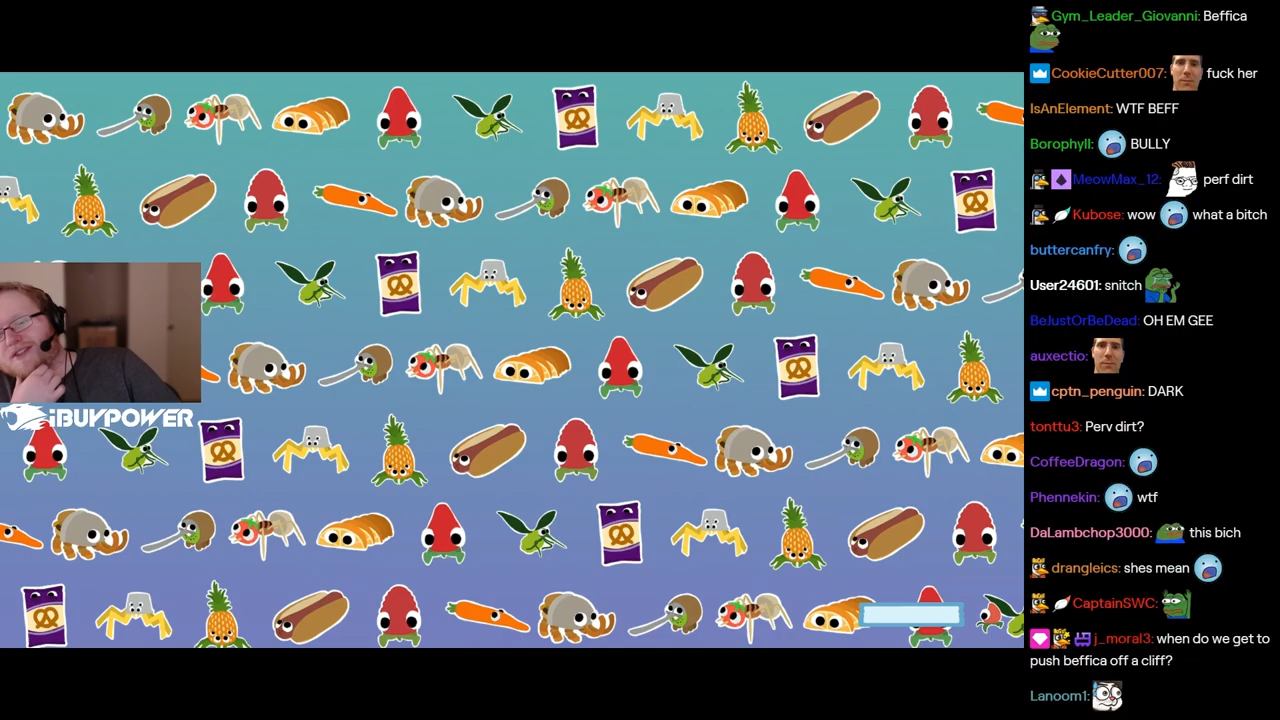 iBUYPOWER
Gym_Leader_Giovanni: Beffica
CookieCutter007: fuck her
IsAnElement: WTF BEFF
Borophyll: BULLY
MeowMax_12: perf dirt
Kubose: wow what a bitch
buttercanfry:
User24601: snitch
BeJustOrBeDead: OH EM GEE
auxectio:
cptn_penguin: DARK
tonttu3: Perv dirt?
CoffeeDragon:
Phennekin: wtf
DaLambchop3000: this bich
drangleics: shes mean
CaptainSWC:
j_moral3: when do we get to
push beffica off a cliff?
Lanoom1: